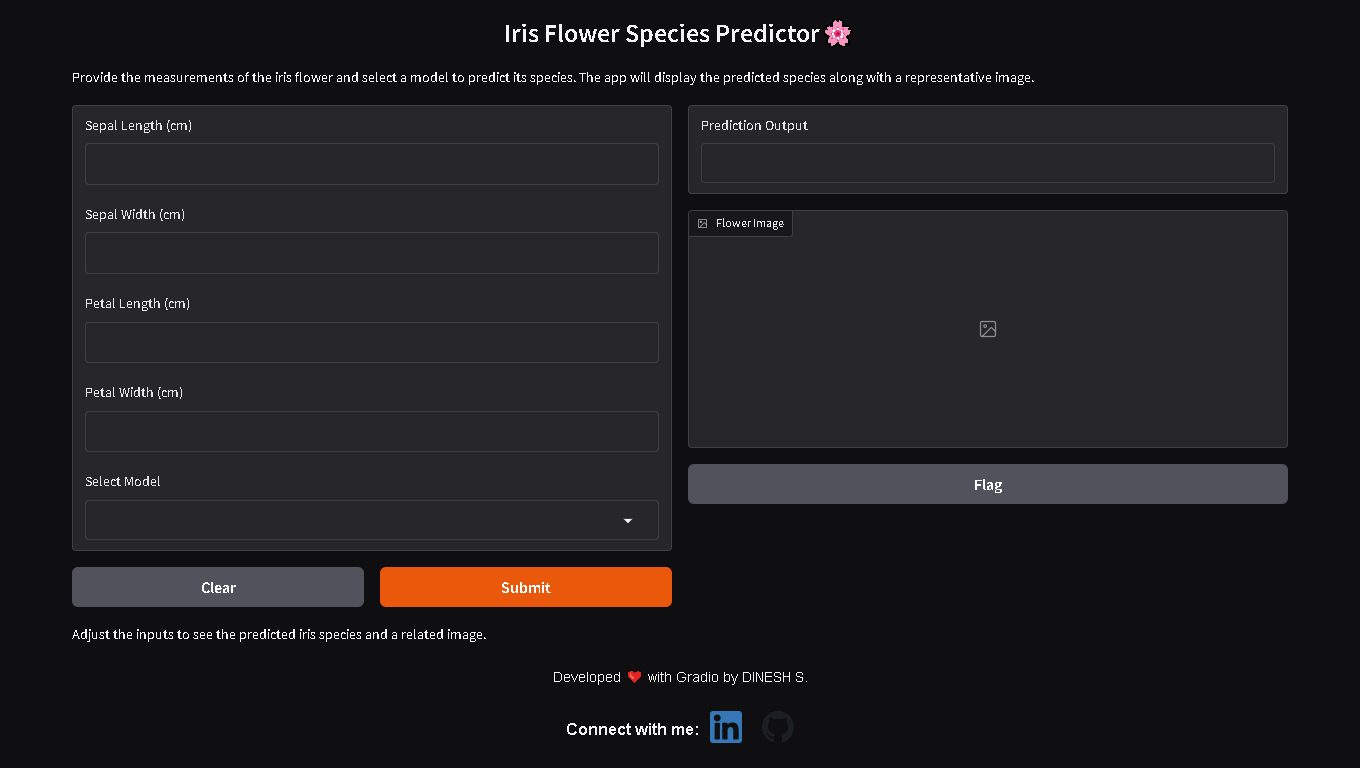 Iris Flower Species Predictor 🌸
Provide the measurements of the iris flower and select a model to predict its species. The app will display the predicted species along with a representative image.
Sepal Length (cm)
Sepal Width (cm)
Petal Length (cm)
Petal Width (cm)
Select Model
Clear
Submit
Prediction Output
Flower Image
Flag
Adjust the inputs to see the predicted iris species and a related image.
Developed ❤️ with Gradio by DINESH S.
Connect with me: in